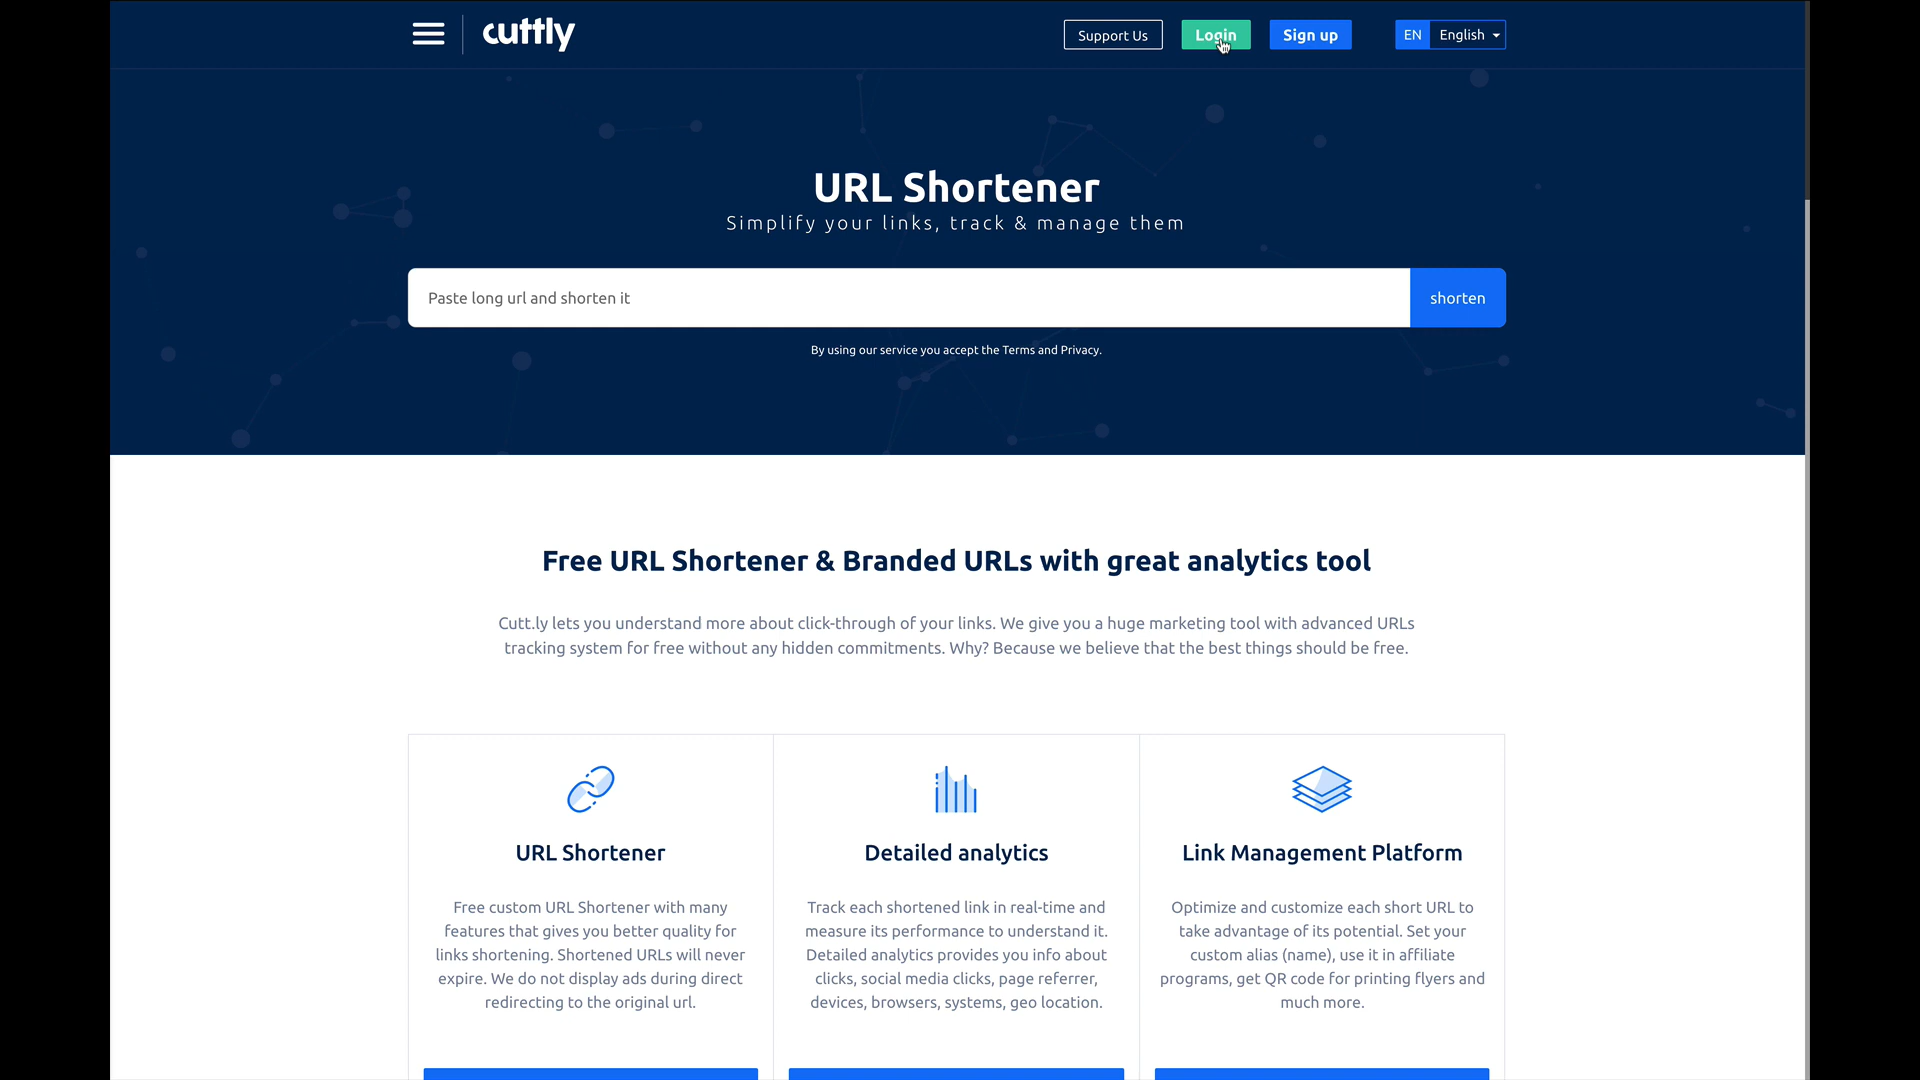 cuttly
Support Us
Login
Sign up
EN English
URL Shortener
Simplify your links, track & manage them
Paste long url and shorten it
shorten
By using our service you accept the Terms and Privacy.
Free URL Shortener & Branded URLs with great analytics tool
Cutt.ly lets you understand more about click-through of your links. We give you a huge marketing tool with advanced URLs
tracking system for free without any hidden commitments. Why? Because we believe that the best things should be free.
URL Shortener
Free custom URL Shortener with many
features that gives you better quality for
links shortening. Shortened URLs will never
expire. We do not display ads during direct
redirecting to the original url.
Detailed analytics
Track each shortened link in real-time and
measure its performance to understand it.
Detailed analytics provides you info about
clicks, social media clicks, page referrer,
devices, browsers, systems, geo location.
Link Management Platform
Optimize and customize each short URL to
take advantage of its potential. Set your
custom alias (name), use it in affiliate
programs, get QR code for printing flyers and
much more.